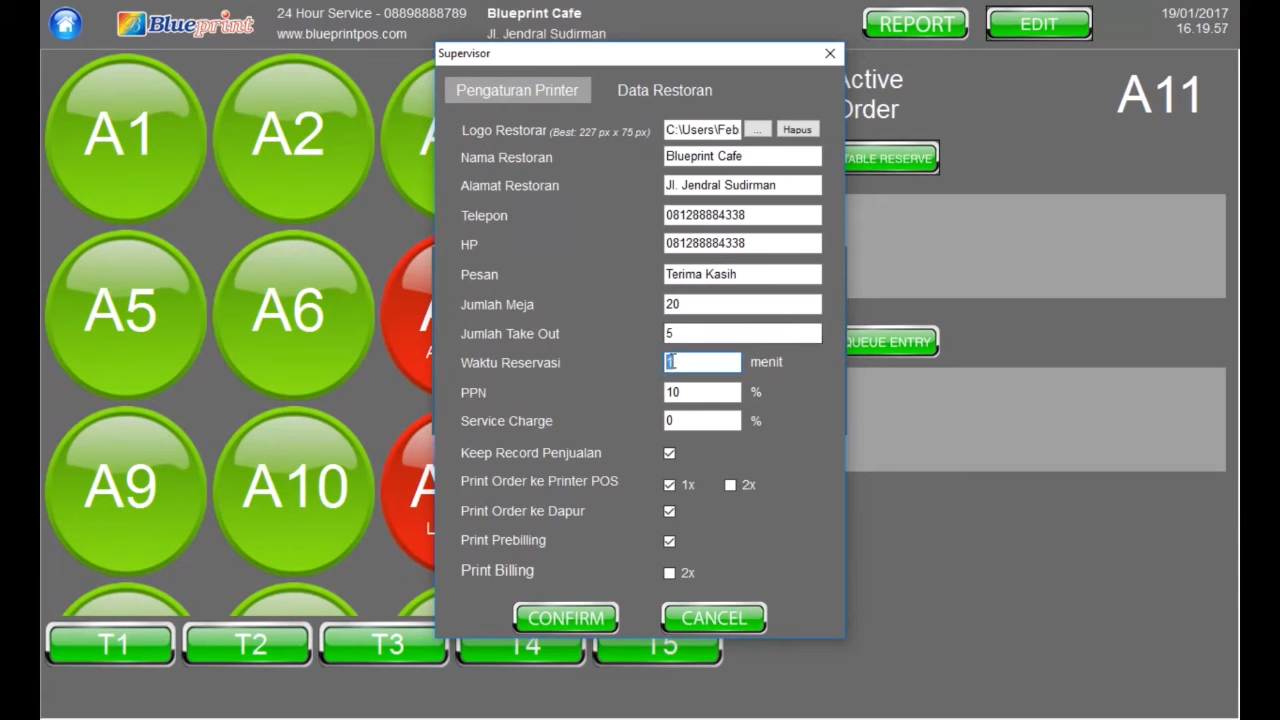 Blueprint
24 Hour Service - 08898888789
www.blueprintpos.com
Blueprint Cafe
Jl. Jendral Sudirman
REPORT
EDIT
19/01/2017
16.19.57
Supervisor
Pengaturan Printer
Data Restoran
Logo Restorar (Best: 227 px x 75 px)
C:\Users\Feb
...
Hapus
Nama Restoran
Blueprint Cafe
Alamat Restoran
Jl. Jendral Sudirman
Telepon
081288884338
HP
081288884338
Pesan
Terima Kasih
Jumlah Meja
20
Jumlah Take Out
5
Waktu Reservasi
1
menit
PPN
10
%
Service Charge
0
%
Keep Record Penjualan
Print Order ke Printer POS
1x
2x
Print Order ke Dapur
Print Prebilling
Print Billing
2x
CONFIRM
CANCEL
A1
A2
A5
A6
A9
A10
T1
T2
T3
T4
T5
Active
Order
A11
TABLE RESERVE
QUEUE ENTRY